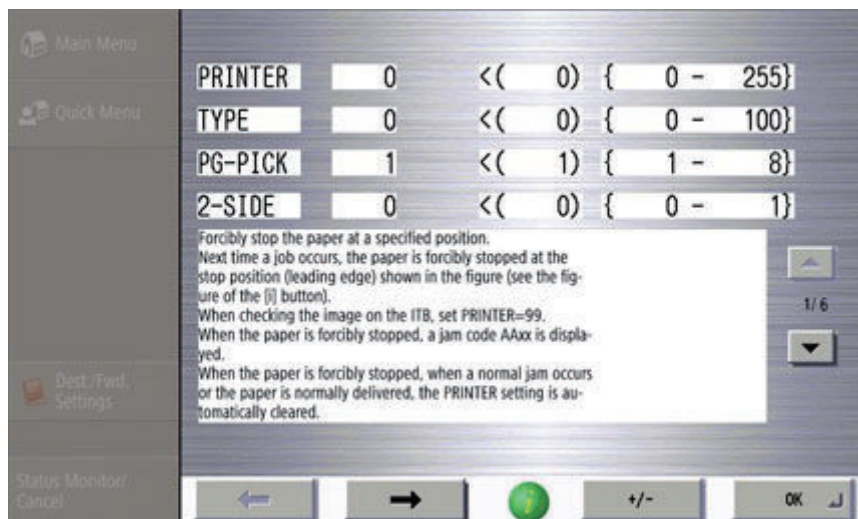 Main Menu
Quick Menu
PRINTER 0 <( 0) { 0 - 255}
TYPE 0 <( 0) { 0 - 100}
PG-PICK 1 <( 1) { 1 - 8}
2-SIDE 0 <( 0) { 0 - 1}
Forcibly stop the paper at a specified position.
Next time a job occurs, the paper is forcibly stopped at the
stop position (leading edge) shown in the figure (see the fig-
ure of the [i] button).
When checking the image on the ITB, set PRINTER=99.
When the paper is forcibly stopped, a jam code AAxx is displa-
yed.
When the paper is forcibly stopped, when a normal jam occurs
or the paper is normally delivered, the PRINTER setting is au-
tomatically cleared.
1/ 6
Dest./Fwd.
Settings
Status Monitor/
Cancel
i
+/-
OK